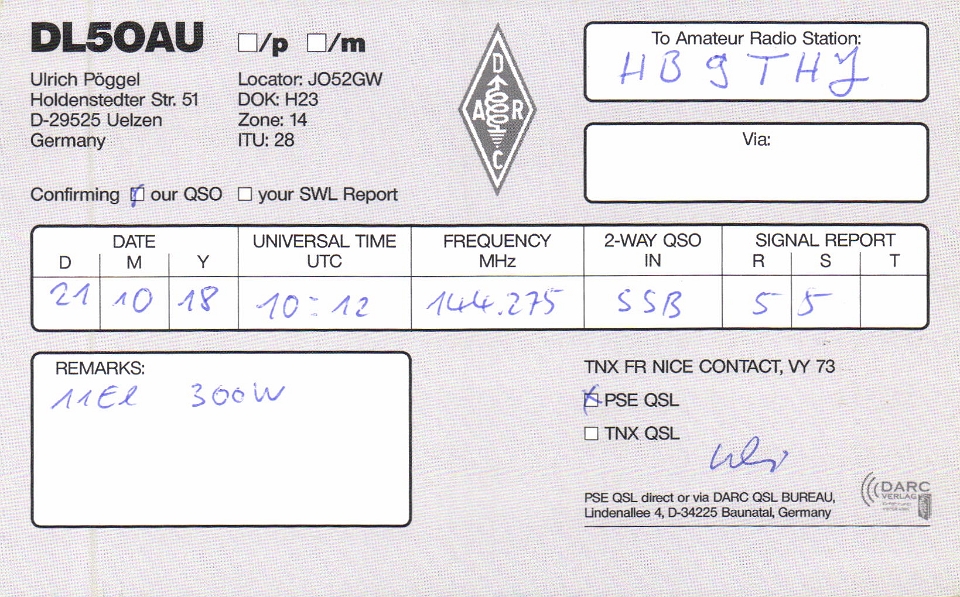 DL5OAU
/p /m
To Amateur Radio Station:
HB9THJ
Ulrich Pöggel
Holdenstedter Str. 51
D-29525 Uelzen
Germany
Locator: JO52GW
DOK: H23
Zone: 14
ITU: 28
D
A R
C
Via:
Confirming our QSO your SWL Report
DATE UNIVERSAL TIME FREQUENCY 2-WAY QSO SIGNAL REPORT
D M Y UTC MHz IN R S T
21 10 18 10:12 144.275 SSB 5 5
REMARKS:
11El 300W
TNX FR NICE CONTACT, VY 73
PSE QSL
TNX QSL
PSE QSL direct or via DARC QSL BUREAU,
Lindenallee 4, D-34225 Baunatal, Germany
DARC
VERLAG